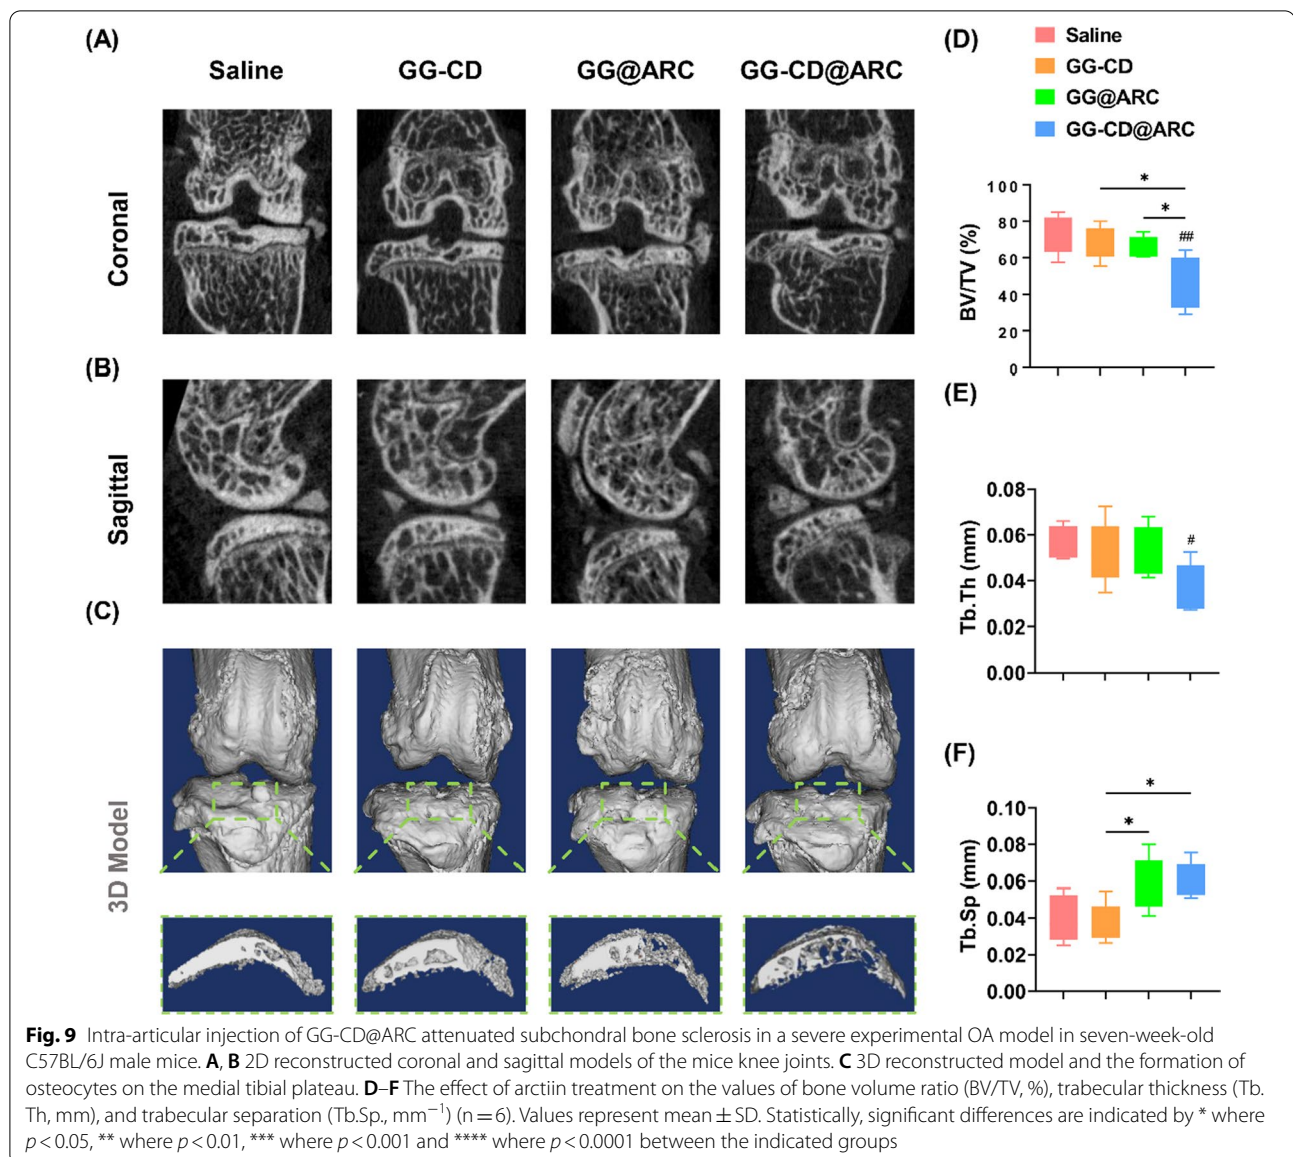 (A)
Saline
GG-CD
GG@ARC
GG-CD@ARC
Coronal
(B)
Sagittal
(C)
3D Model
(D)
Saline
GG-CD
GG@ARC
GG-CD@ARC
BV/TV (%)
100
80
60
40
20
0
*
*
##
(E)
Tb.Th (mm)
0.08
0.06
0.04
0.02
0.00
#
(F)
Tb.Sp (mm)
0.10
0.08
0.06
0.04
0.02
0.00
*
*
Fig. 9 Intra-articular injection of GG-CD@ARC attenuated subchondral bone sclerosis in a severe experimental OA model in seven-week-old
C57BL/6J male mice. A, B 2D reconstructed coronal and sagittal models of the mice knee joints. C 3D reconstructed model and the formation of
osteocytes on the medial tibial plateau. D–F The effect of arctiin treatment on the values of bone volume ratio (BV/TV, %), trabecular thickness (Tb.
Th, mm), and trabecular separation (Tb.Sp., mm⁻¹) (n = 6). Values represent mean ± SD. Statistically, significant differences are indicated by * where
p < 0.05, ** where p < 0.01, *** where p < 0.001 and **** where p < 0.0001 between the indicated groups